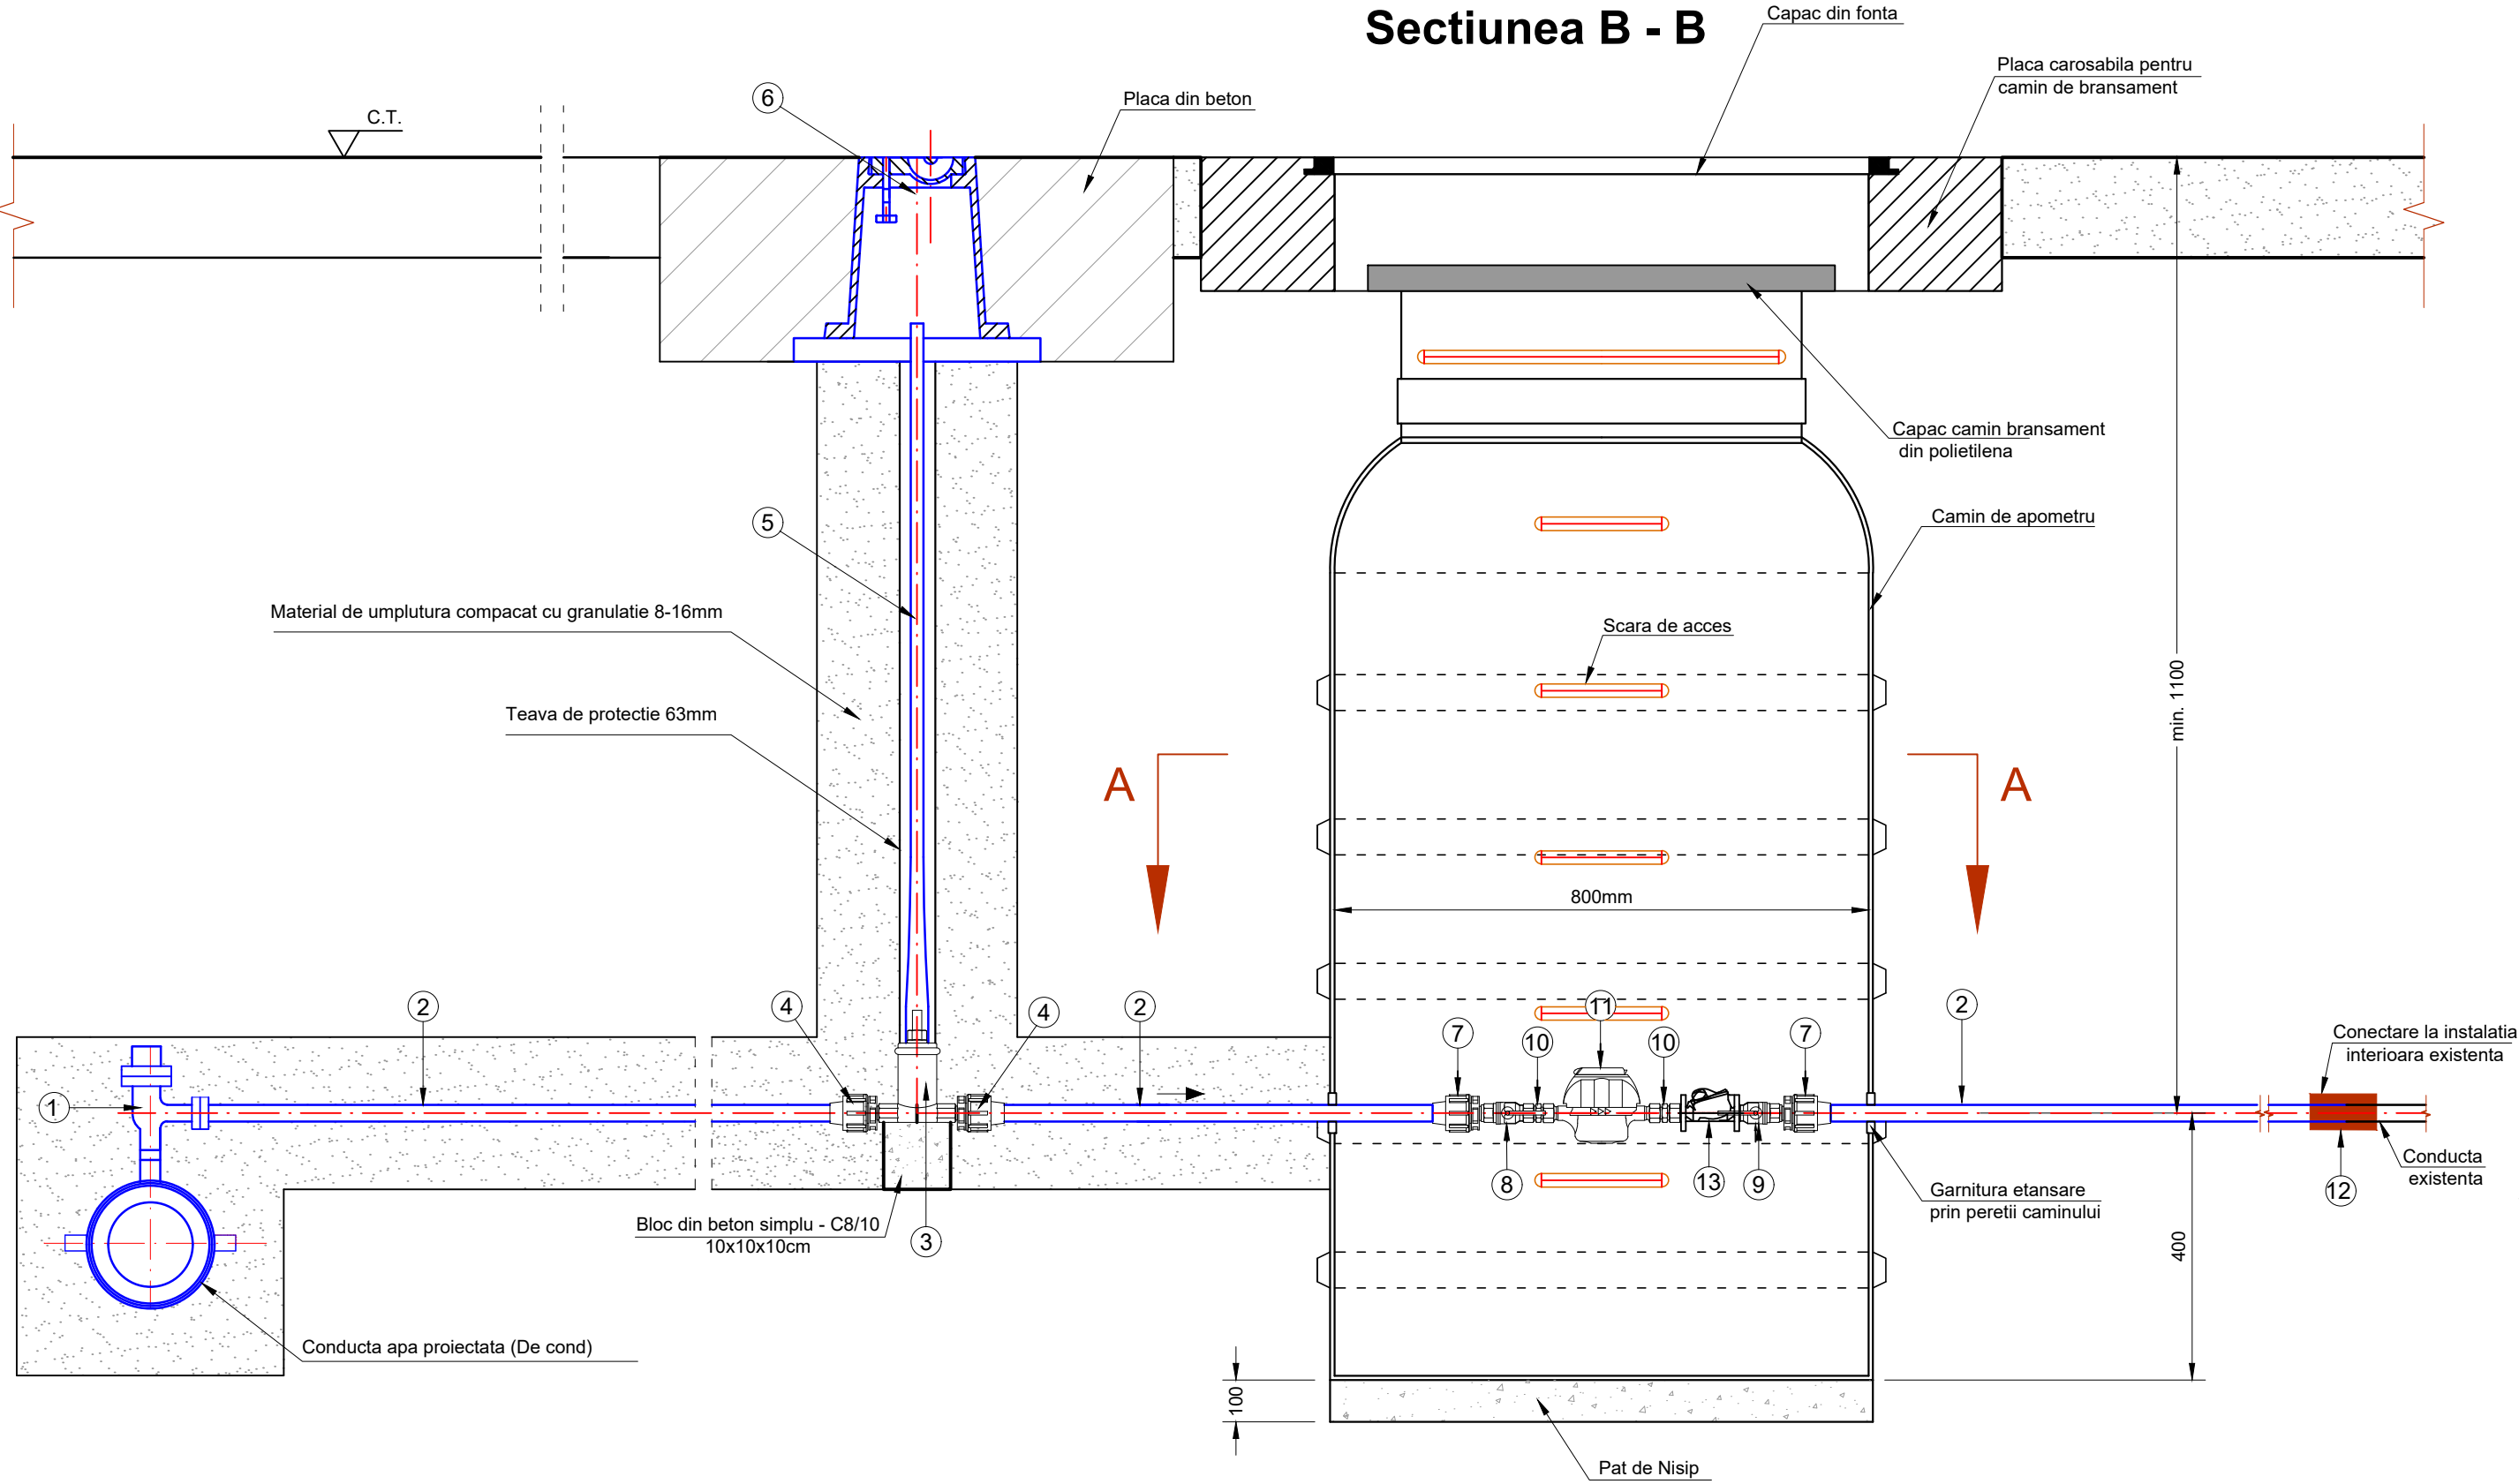 Sectiunea B - B
Capac din fonta
Placa carosabila pentru
camin de bransament
6
Placa din beton
C.T.
Capac camin bransament
din polietilena
5
Camin de apometru
Material de umplutura compacat cu granulatie 8-16mm
Scara de acces
min. 1100
Teava de protectie 63mm
A
A
800mm
2
4
4
2
11
2
7
10
10
7
Conectare la instalatia
interioara existenta
1
Conducta
existenta
8
13
9
12
Garnitura etansare
prin peretii caminului
Bloc din beton simplu - C8/10
10x10x10cm
3
400
Conducta apa proiectata (De cond)
100
Pat de Nisip